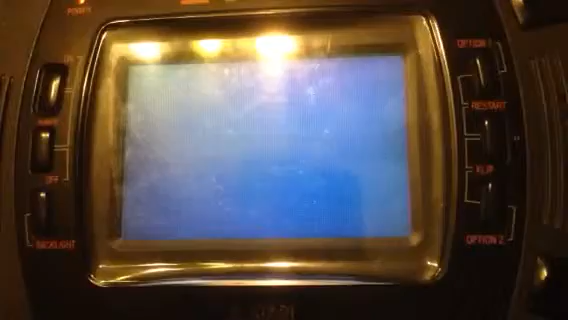 POWER
OPTION 1
RESTART
FLIP
OFF
BACKLIGHT
OPTION 2